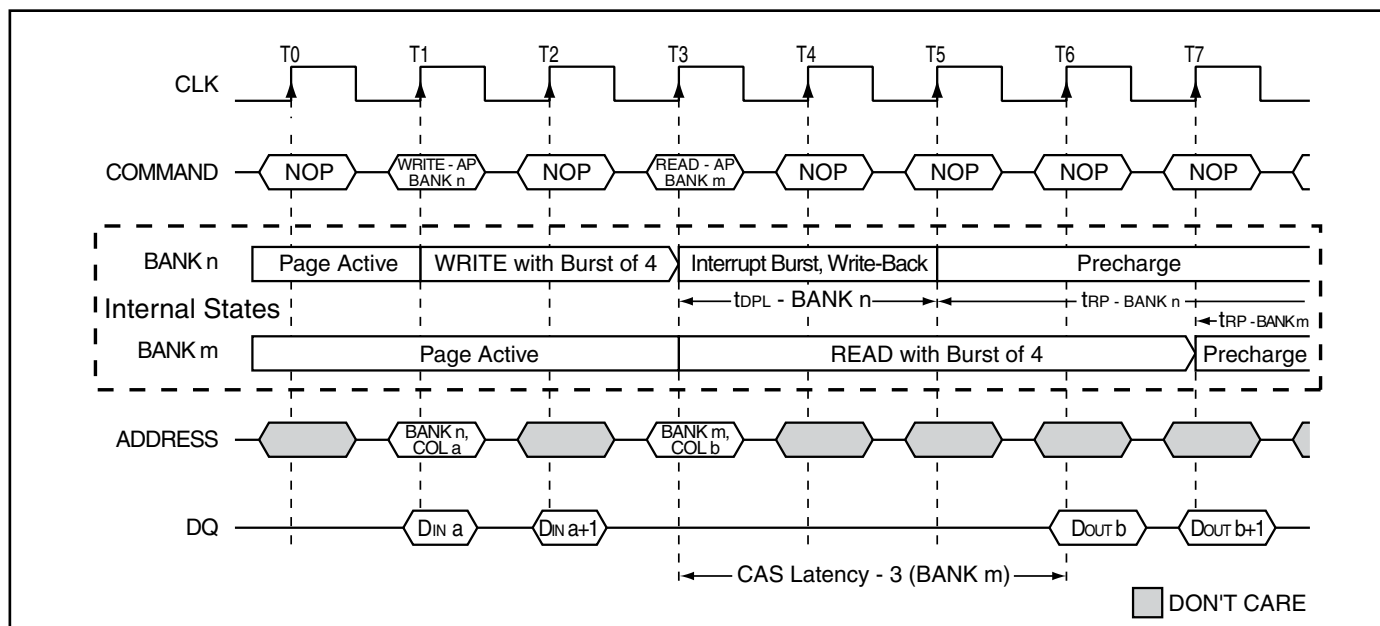 T0 T1 T2 T3 T4 T5 T6 T7
CLK
COMMAND NOP WRITE - AP BANK n NOP READ - AP BANK m NOP NOP NOP NOP
BANK n Page Active WRITE with Burst of 4 Interrupt Burst, Write-Back Precharge
tDPL - BANK n tRP - BANK n
Internal States tRP - BANK m
BANK m Page Active READ with Burst of 4 Precharge
ADDRESS BANK n, COL a BANK m, COL b
DQ DIN a DIN a+1 DOUT b DOUT b+1
CAS Latency - 3 (BANK m)
DON'T CARE